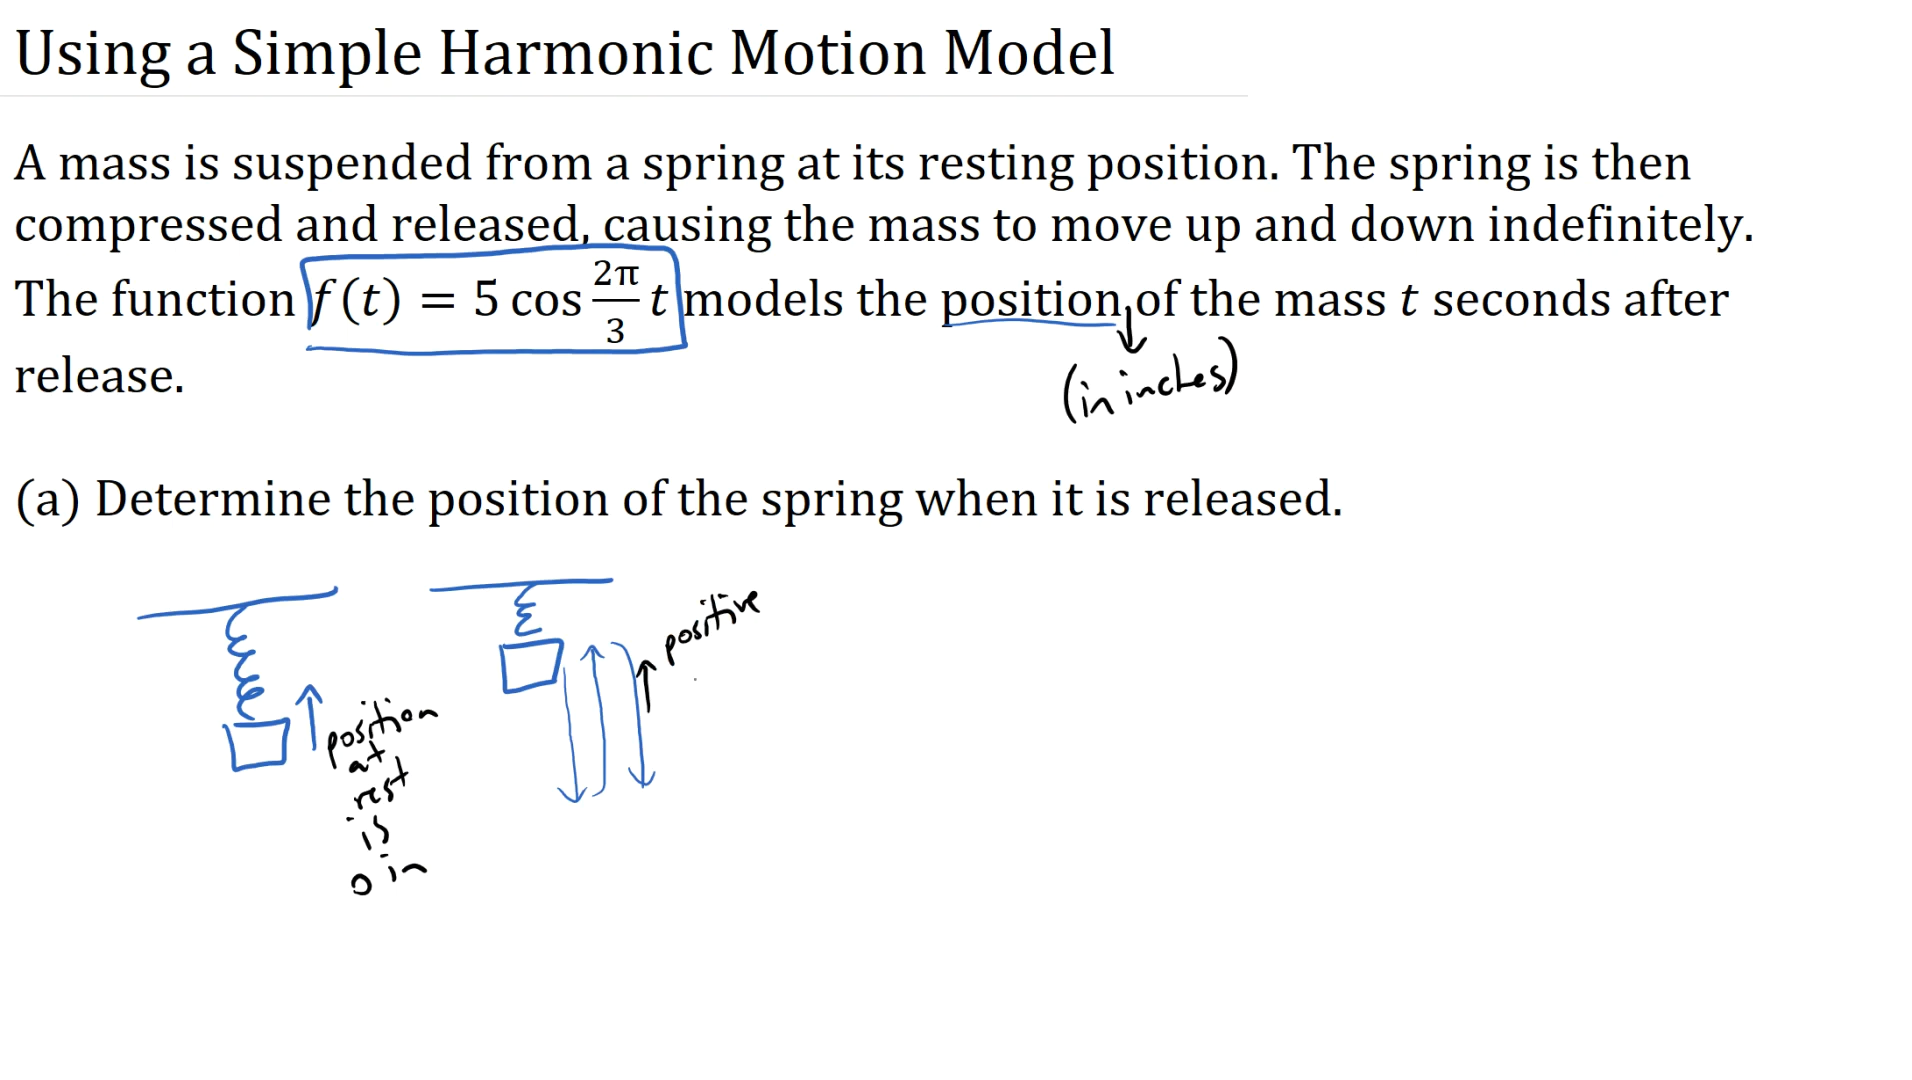 Using a Simple Harmonic Motion Model
A mass is suspended from a spring at its resting position. The spring is then
compressed and released, causing the mass to move up and down indefinitely.
The function f(t) = 5 cos 2π/3 t models the position of the mass t seconds after
release.
(in inches)
(a) Determine the position of the spring when it is released.
positive
position
at
rest
is
0 in